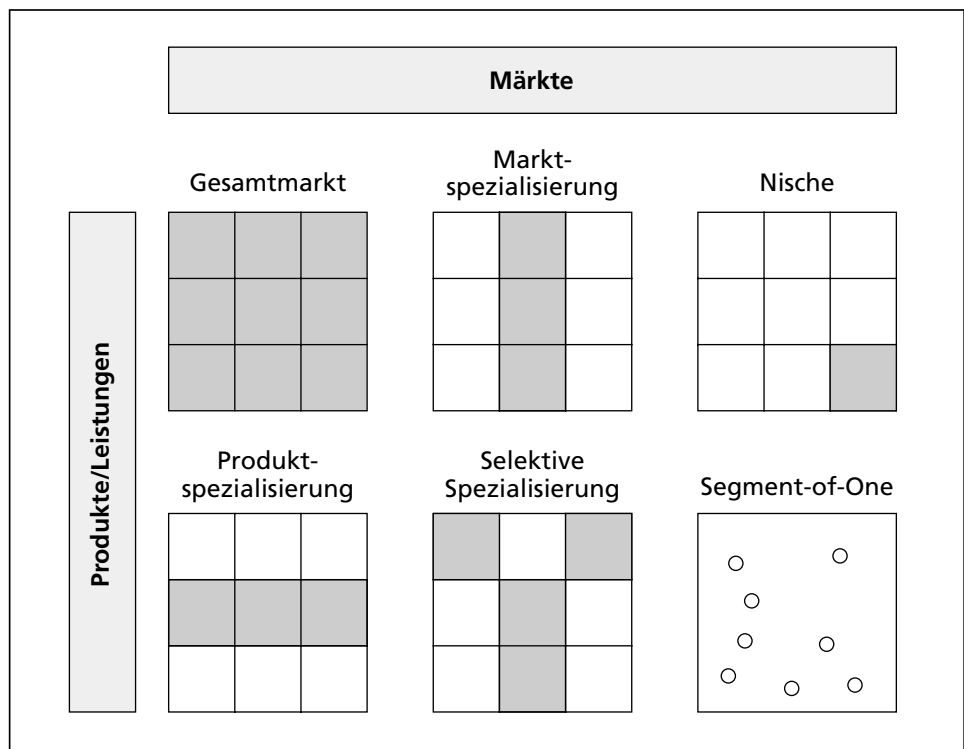 Märkte
Gesamtmarkt
Markt-
spezialisierung
Nische
Produkte/Leistungen
Produkt-
spezialisierung
Selektive
Spezialisierung
Segment-of-One